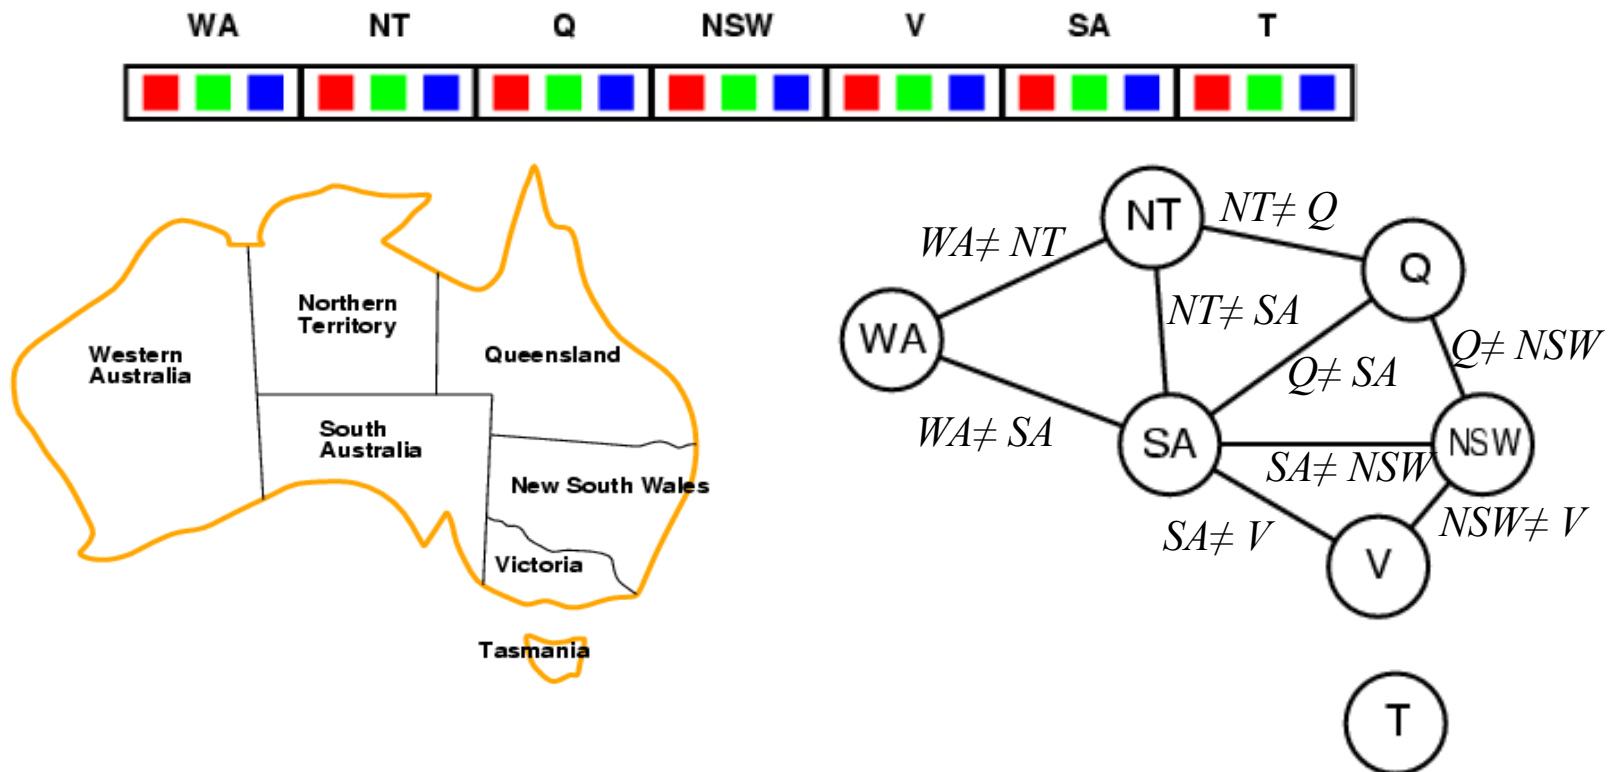 WA NT Q NSW V SA T
Northern
Territory
Western
Australia
Queensland
South
Australia
New South Wales
Victoria
Tasmania
NT
NT≠ Q
WA≠ NT
Q
NT≠ SA
WA
Q≠ NSW
Q≠ SA
WA≠ SA
SA
NSW
SA≠ NSW
SA≠ V
NSW≠ V
V
T